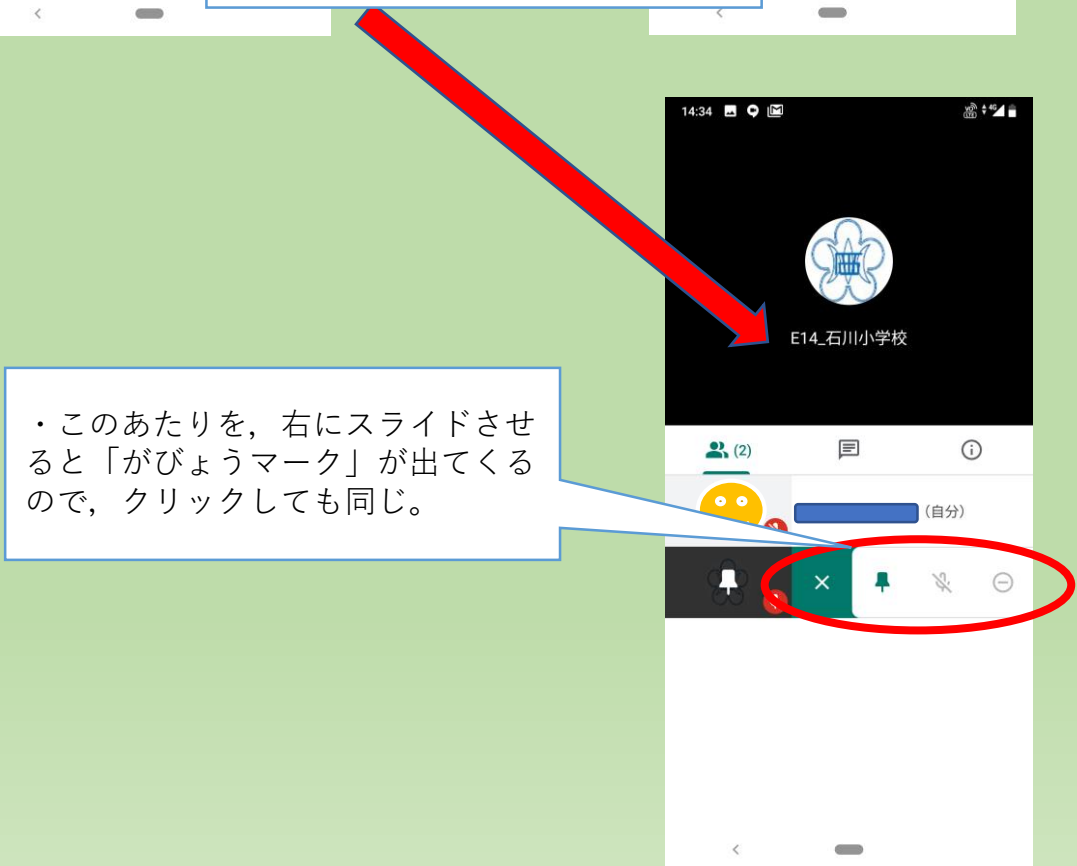 14:34
E14_石川小学校
・このあたりを，右にスライドさせ
ると「がびょうマーク」が出てくる
ので，クリックしても同じ。
(2)
（自分）